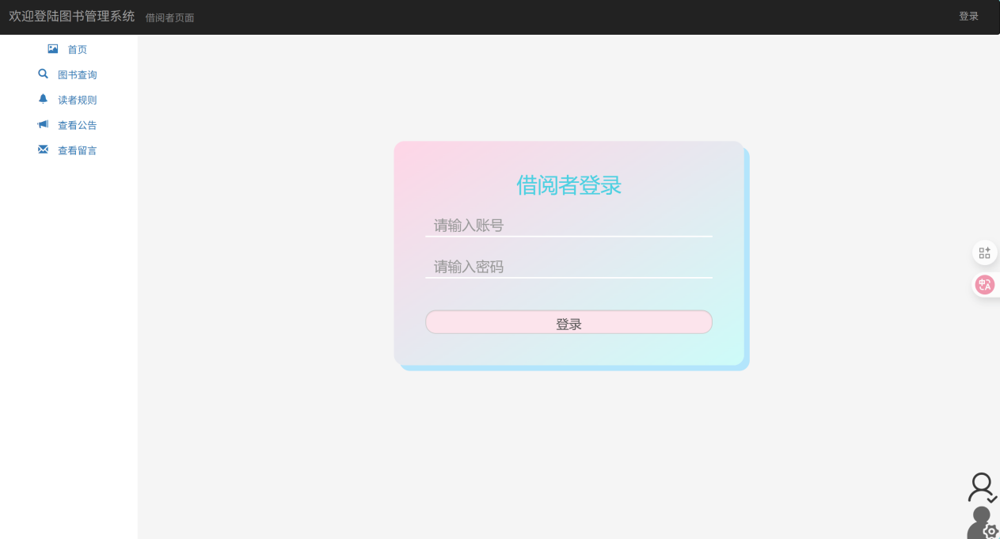 欢迎登陆图书管理系统 借阅者页面 登录
首页
图书查询
读者规则
查看公告
查看留言
借阅者登录
请输入账号
请输入密码
登录
中A